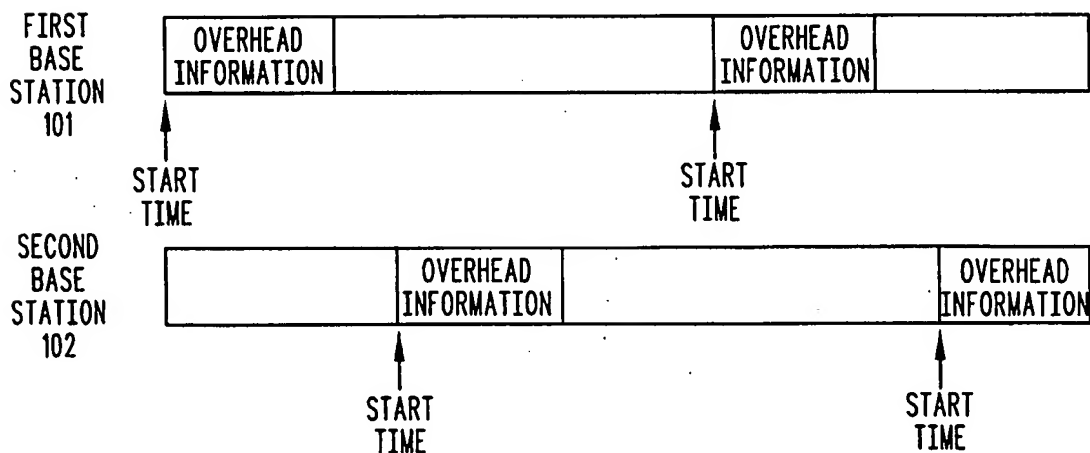 FIRST
BASE
STATION
101
OVERHEAD
INFORMATION
OVERHEAD
INFORMATION
START
TIME
START
TIME
SECOND
BASE
STATION
102
OVERHEAD
INFORMATION
OVERHEAD
INFORMATION
START
TIME
START
TIME